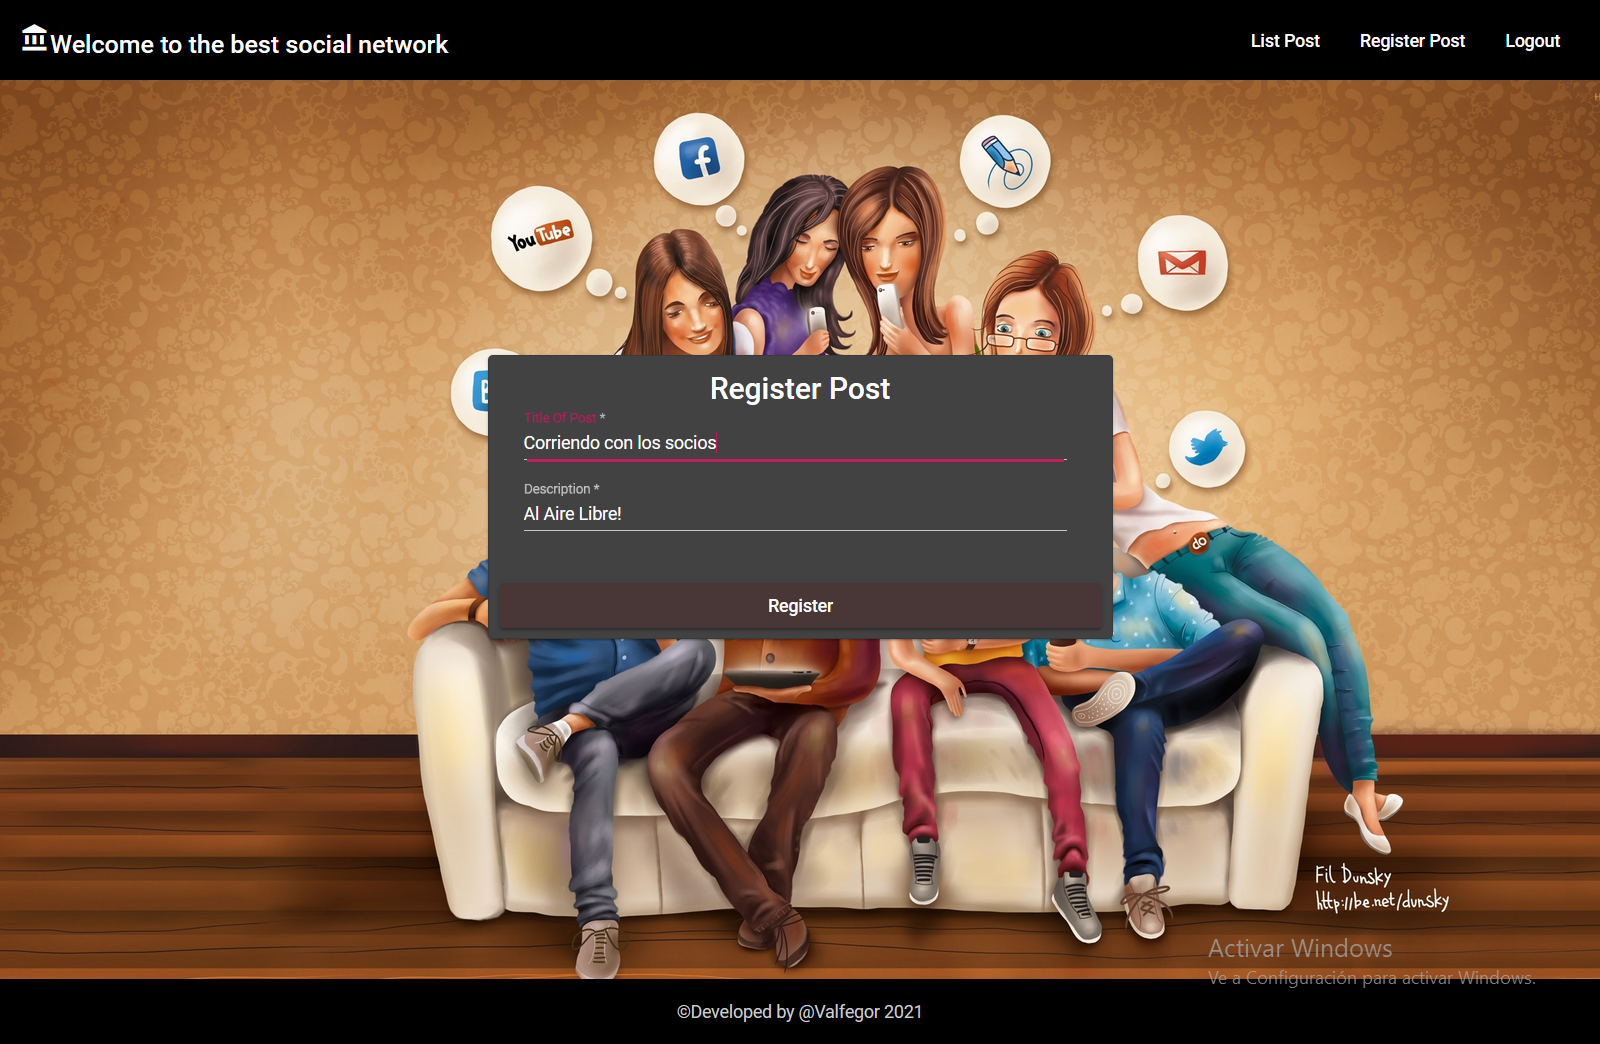 Welcome to the best social network
List Post
Register Post
Logout
YouTube
f
Register Post
Title Of Post *
Corriendo con los socios
Description *
Al Aire Libre!
do
Register
Fil Dunsky
http://be.net/dunsky
Activar Windows
Ve a Configuración para activar Windows.
©Developed by @Valfegor 2021